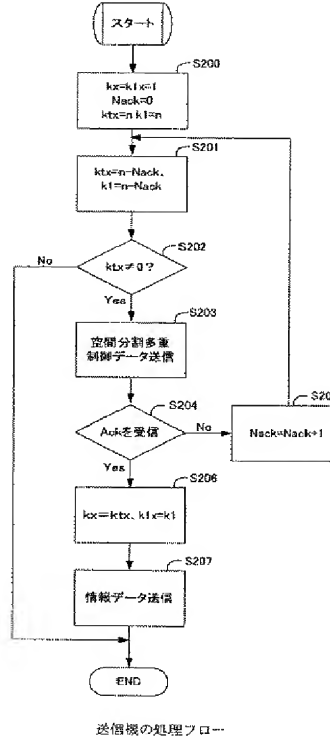 スタート
S200
kx=k1x=1
Nack=0
ktx=n k1=n
S201
ktx=n-Nack、
k1=n-Nack
S202
No
ktx≠0?
Yes
S203
空間分割多重
制御データ送信
S204
Ackを受信
No
S20
Nack=Nack+1
Yes
S206
kx=ktx、k1x=k1
S207
情報データ送信
END
送信機の処理フロー